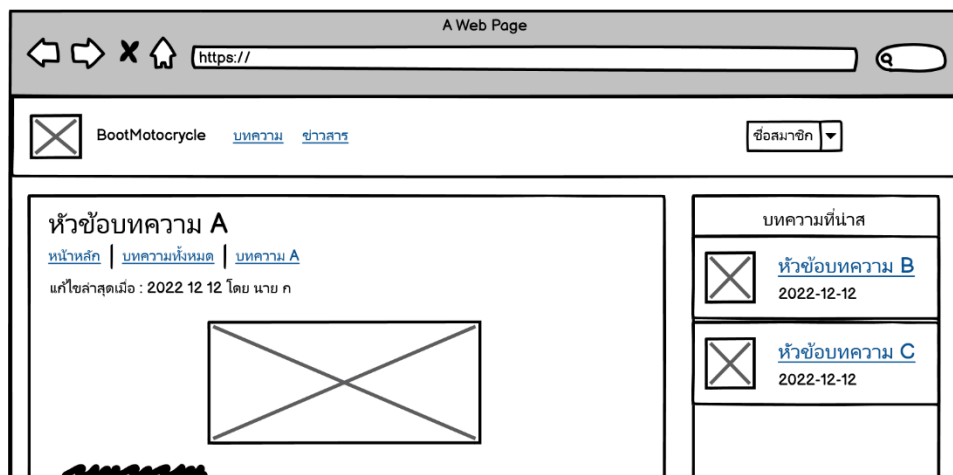 A Web Page
https://
BootMotocrycle บทความ ข่าวสาร ชื่อสมาชิก
หัวข้อบทความ A
หน้าหลัก บทความทั้งหมด บทความ A
แก้ไขล่าสุดเมื่อ : 2022 12 12 โดย นาย ก
บทความที่น่าส
หัวข้อบทความ B
2022-12-12
หัวข้อบทความ C
2022-12-12